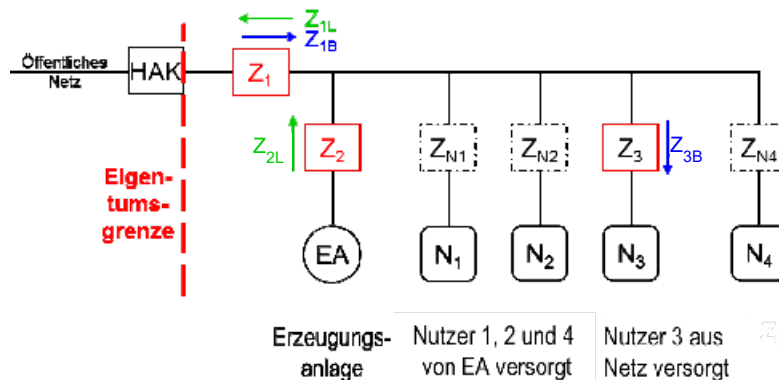 Z1L
Z1B
Öffentliches
Netz
HAK
Z1
Z2L
Z2
ZN1
ZN2
Z3
Z3B
ZN4
Eigen-
tums-
grenze
EA
N1
N2
N3
N4
Erzeugungs-
anlage
Nutzer 1, 2 und 4
von EA versorgt
Nutzer 3 aus
Netz versorgt